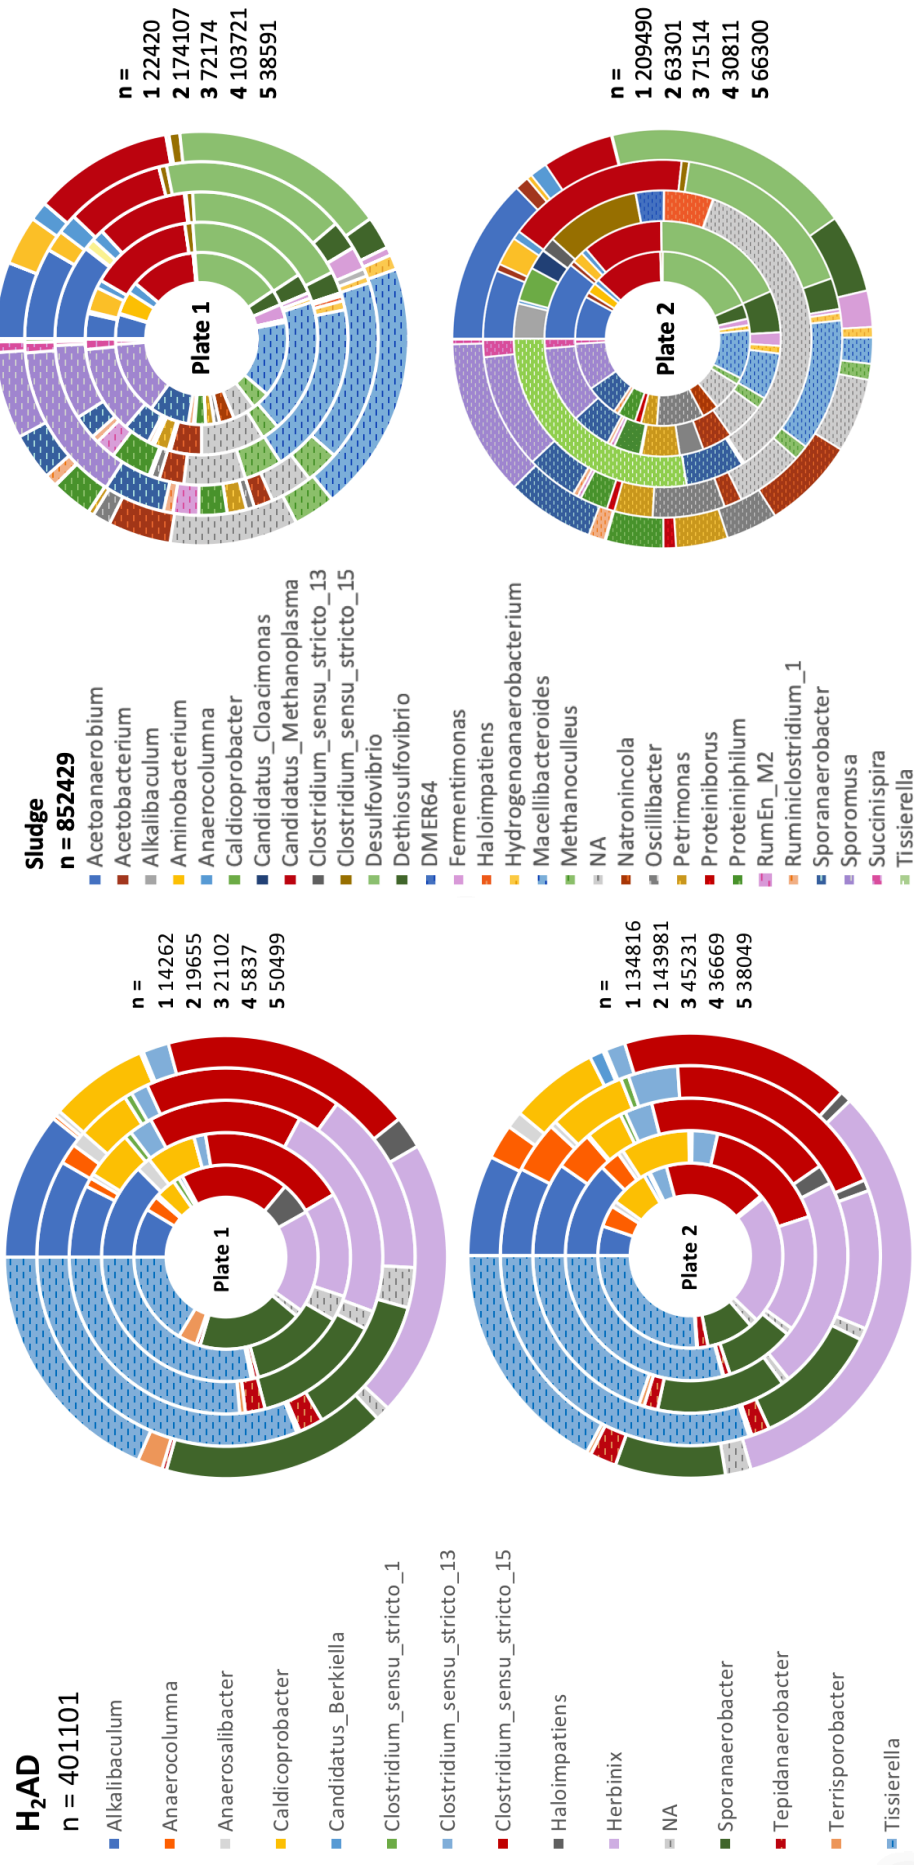 H₂AD
n = 401101
Alkalibaculum
Anaerocolumna
Anaerosalibacter
Caldicoprobacter
Candidatus_Berkiella
Clostridium_sensu_stricto_1
Clostridium_sensu_stricto_13
Clostridium_sensu_stricto_15
Haloimpatiens
Herbinix
NA
Sporanaerobacter
Tepidanaerobacter
Terrisporobacter
Tissierella
Plate 1
n =
1 14262
2 19655
3 21102
4 5837
5 50499
Plate 2
n =
1 134816
2 143981
3 45231
4 36669
5 38049
Sludge
n = 852429
Acetoanaerobium
Acetobacterium
Alkalibaculum
Aminobacterium
Anaerocolumna
Caldicoprobacter
Candidatus_Cloacimonas
Candidatus_Methanoplasma
Clostridium_sensu_stricto_13
Clostridium_sensu_stricto_15
Desulfovibrio
Dethiosulfovibrio
DMER64
Fermentimonas
Haloimpatiens
Hydrogenoanaerobacterium
Macellibacteroides
Methanoculleus
NA
Natronincola
Oscillibacter
Petrimonas
Proteiniborus
Proteiniphilum
RumEn_M2
Ruminiclostridium_1
Sporanaerobacter
Sporomusa
Succinispira
Tissierella
Plate 1
n =
1 22420
2 174107
3 72174
4 103721
5 38591
Plate 2
n =
1 209490
2 63301
3 71514
4 30811
5 66300